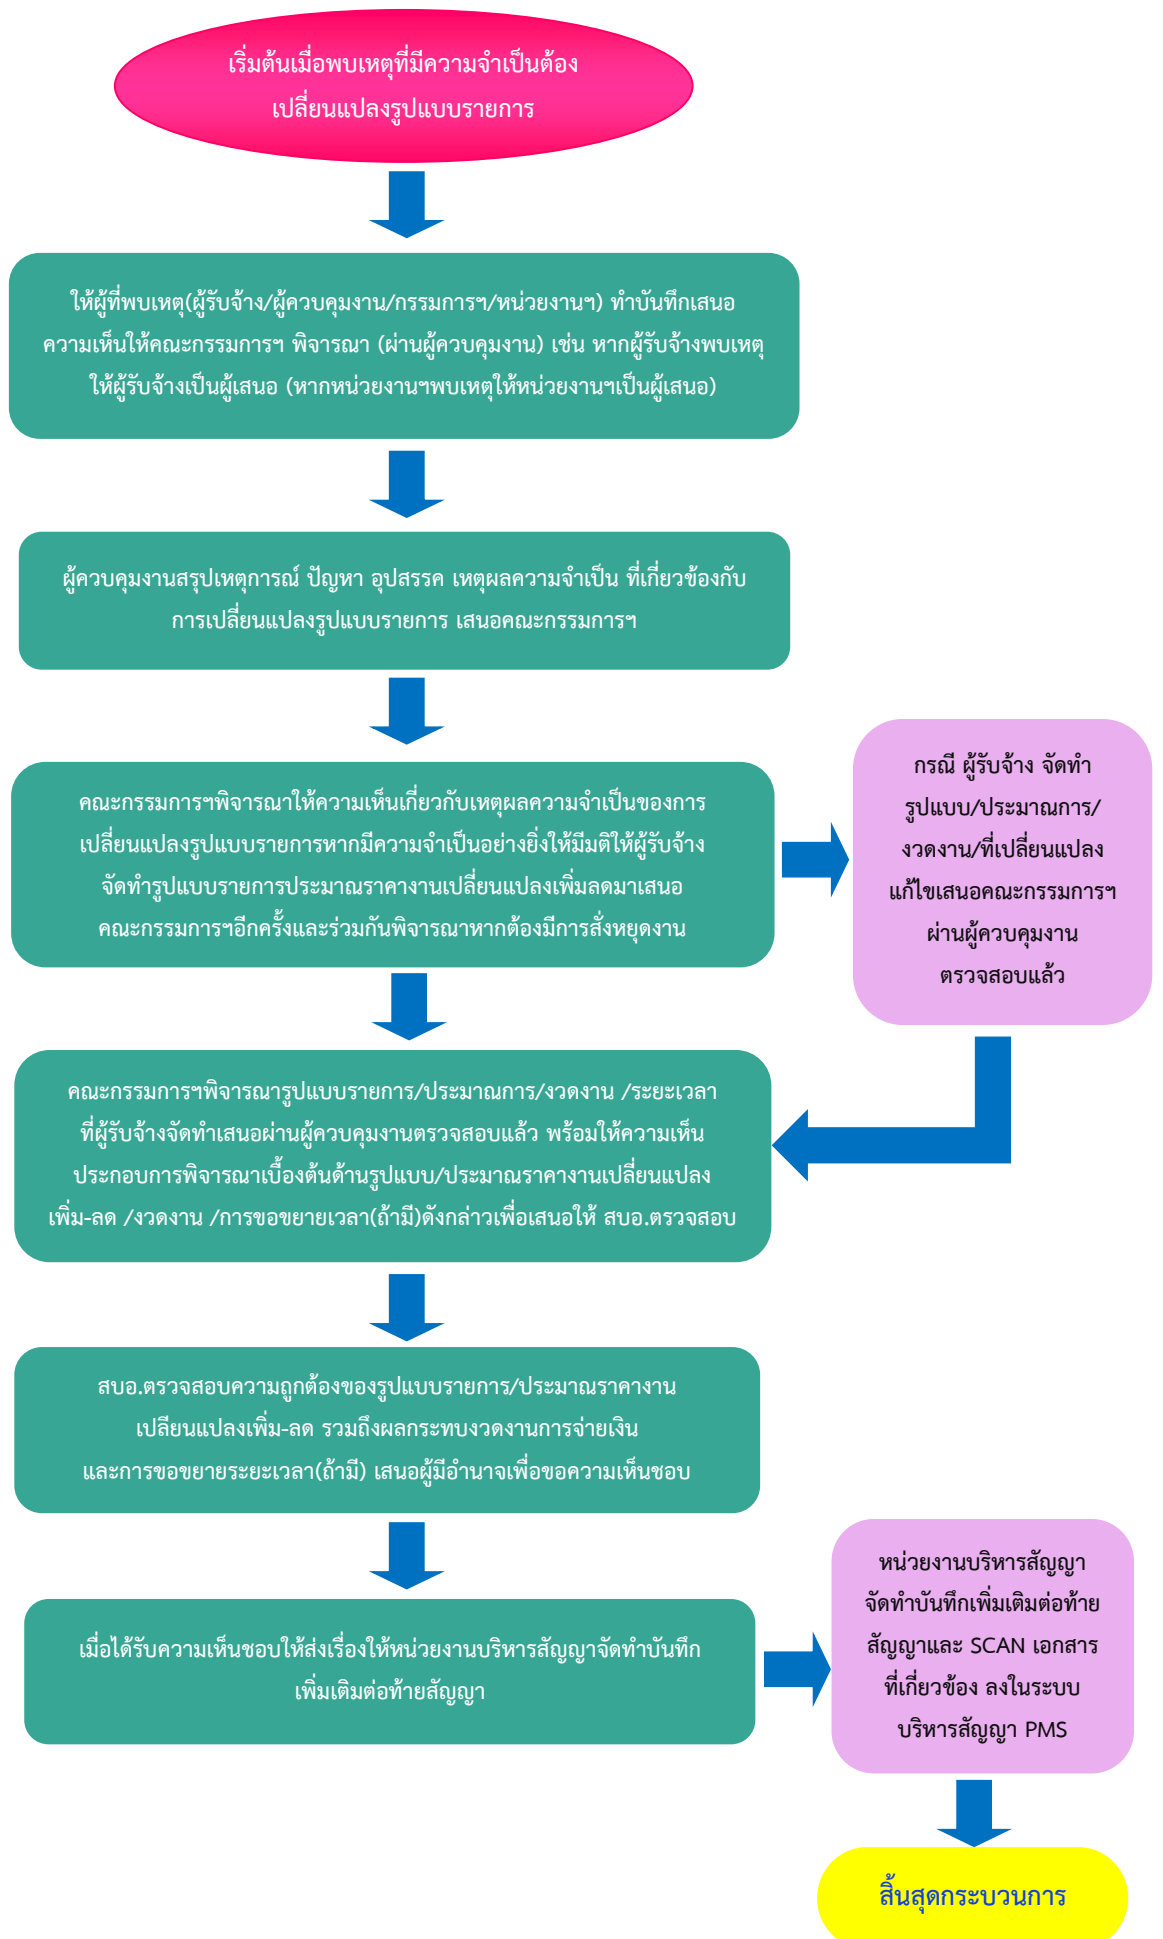 เริ่มต้นเมื่อพบเหตุที่มีความจำเป็นต้อง
เปลี่ยนแปลงรูปแบบรายการ
ให้ผู้ที่พบเหตุ(ผู้รับจ้าง/ผู้ควบคุมงาน/กรรมการฯ/หน่วยงานฯ) ทำบันทึกเสนอ
ความเห็นให้คณะกรรมการฯ พิจารณา (ผ่านผู้ควบคุมงาน) เช่น หากผู้รับจ้างพบเหตุ
ให้ผู้รับจ้างเป็นผู้เสนอ (หากหน่วยงานฯพบเหตุให้หน่วยงานฯเป็นผู้เสนอ)
ผู้ควบคุมงานสรุปเหตุการณ์ ปัญหา อุปสรรค เหตุผลความจำเป็น ที่เกี่ยวข้องกับ
การเปลี่ยนแปลงรูปแบบรายการ เสนอคณะกรรมการฯ
คณะกรรมการฯพิจารณาให้ความเห็นเกี่ยวกับเหตุผลความจำเป็นของการ
เปลี่ยนแปลงรูปแบบรายการหากมีความจำเป็นอย่างยิ่งให้มีมติให้ผู้รับจ้าง
จัดทำรูปแบบรายการประมาณราคางานเปลี่ยนแปลงเพิ่มลดมาเสนอ
คณะกรรมการฯอีกครั้งและร่วมกันพิจารณาหากต้องมีการสั่งหยุดงาน
กรณี ผู้รับจ้าง จัดทำ
รูปแบบ/ประมาณการ/
งวดงาน/ที่เปลี่ยนแปลง
แก้ไขเสนอคณะกรรมการฯ
ผ่านผู้ควบคุมงาน
ตรวจสอบแล้ว
คณะกรรมการฯพิจารณารูปแบบรายการ/ประมาณการ/งวดงาน /ระยะเวลา
ที่ผู้รับจ้างจัดทำเสนอผ่านผู้ควบคุมงานตรวจสอบแล้ว พร้อมให้ความเห็น
ประกอบการพิจารณาเบื้องต้นด้านรูปแบบ/ประมาณราคางานเปลี่ยนแปลง
เพิ่ม-ลด /งวดงาน /การขอขยายเวลา(ถ้ามี)ดังกล่าวเพื่อเสนอให้ สบอ.ตรวจสอบ
สบอ.ตรวจสอบความถูกต้องของรูปแบบรายการ/ประมาณราคางาน
เปลียนแปลงเพิ่ม-ลด รวมถึงผลกระทบงวดงานการจ่ายเงิน
และการขอขยายระยะเวลา(ถ้ามี) เสนอผู้มีอำนาจเพื่อขอความเห็นชอบ
เมื่อได้รับความเห็นชอบให้ส่งเรื่องให้หน่วยงานบริหารสัญญาจัดทำบันทึก
เพิ่มเติมต่อท้ายสัญญา
หน่วยงานบริหารสัญญา
จัดทำบันทึกเพิ่มเติมต่อท้าย
สัญญาและ SCAN เอกสาร
ที่เกี่ยวข้อง ลงในระบบ
บริหารสัญญา PMS
สิ้นสุดกระบวนการ